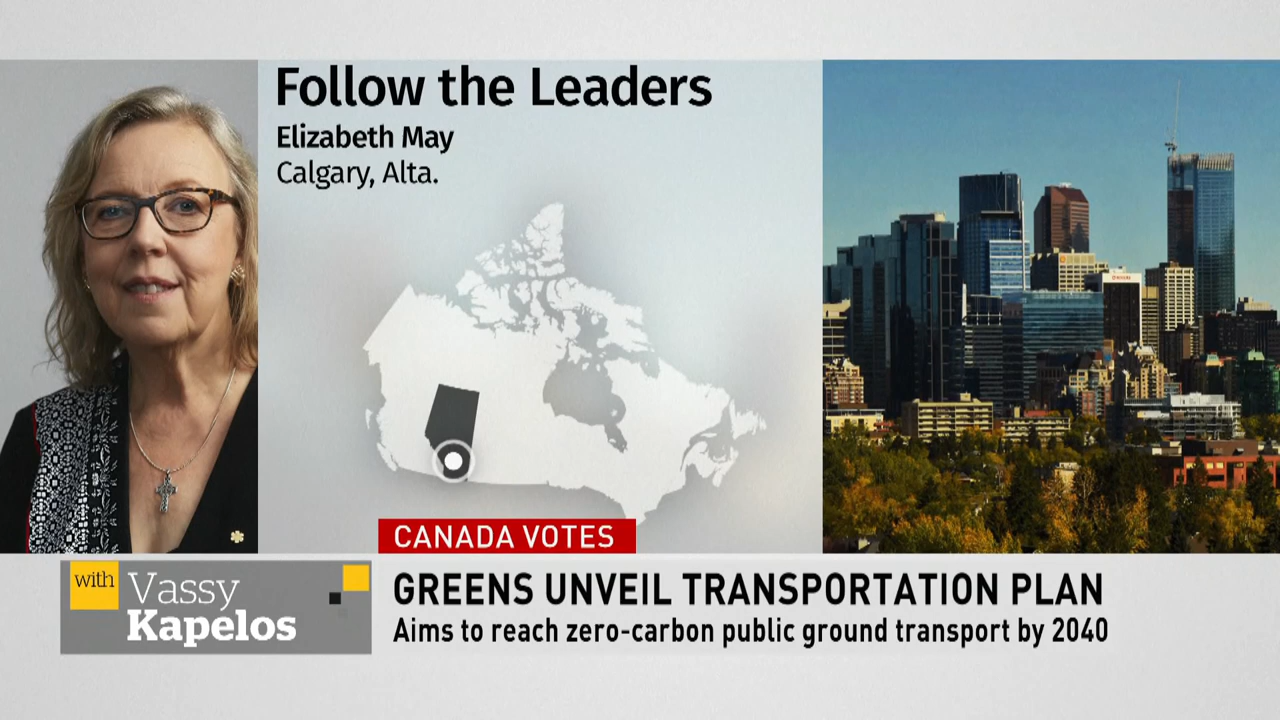 Follow the Leaders
Elizabeth May
Calgary, Alta.
CANADA VOTES
with Vassy
Kapelos
GREENS UNVEIL TRANSPORTATION PLAN
Aims to reach zero-carbon public ground transport by 2040